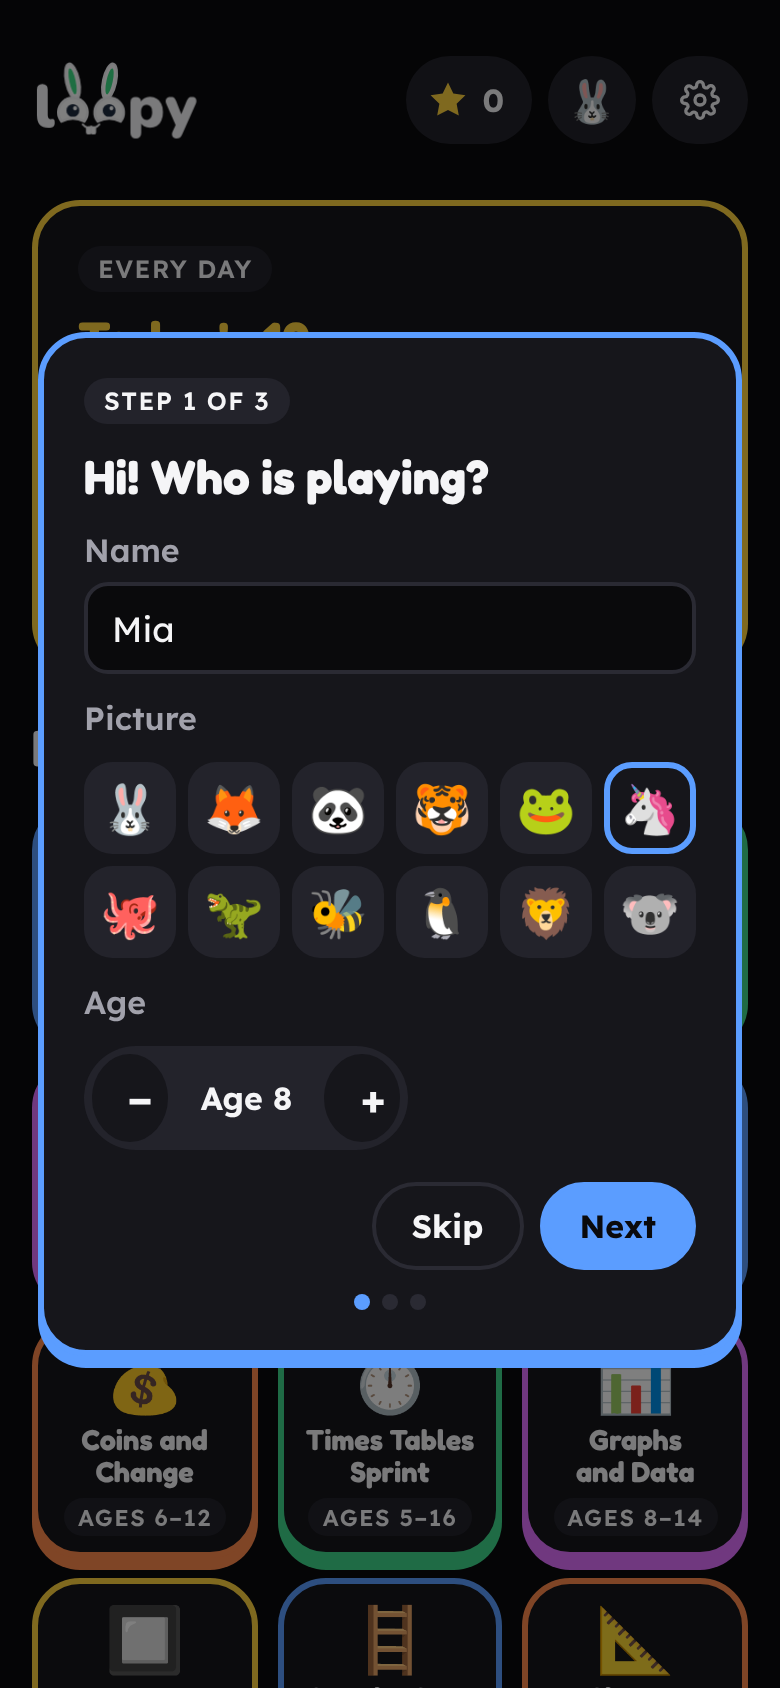 loopy
0
EVERY DAY
STEP 1 OF 3
Hi! Who is playing?
Name
Mia
Picture
Age
− Age 8 +
Skip Next
Coins and Change
Times Tables Sprint
Graphs and Data
AGES 6–12
AGES 5–16
AGES 8–14